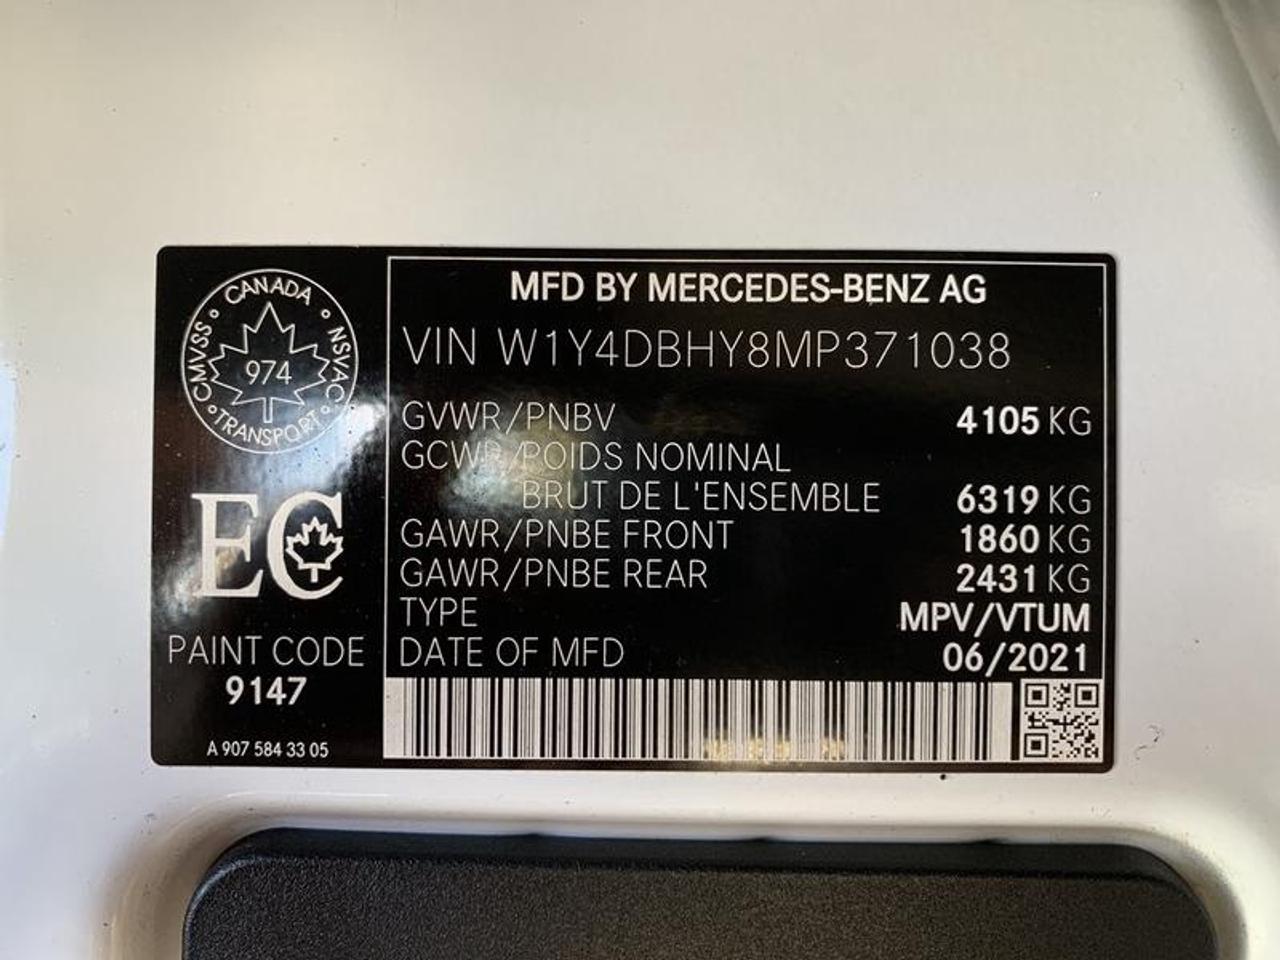 CANADA
CMVSS
974
NSVAC
TRANSPORT
EC
PAINT CODE
9147
A 907 584 33 05
MFD BY MERCEDES-BENZ AG
VIN W1Y4DBHY8MP371038
GVWR/PNBV 4105 KG
GCWR/POIDS NOMINAL
BRUT DE L'ENSEMBLE 6319 KG
GAWR/PNBE FRONT 1860 KG
GAWR/PNBE REAR 2431 KG
TYPE MPV/VTUM
DATE OF MFD 06/2021